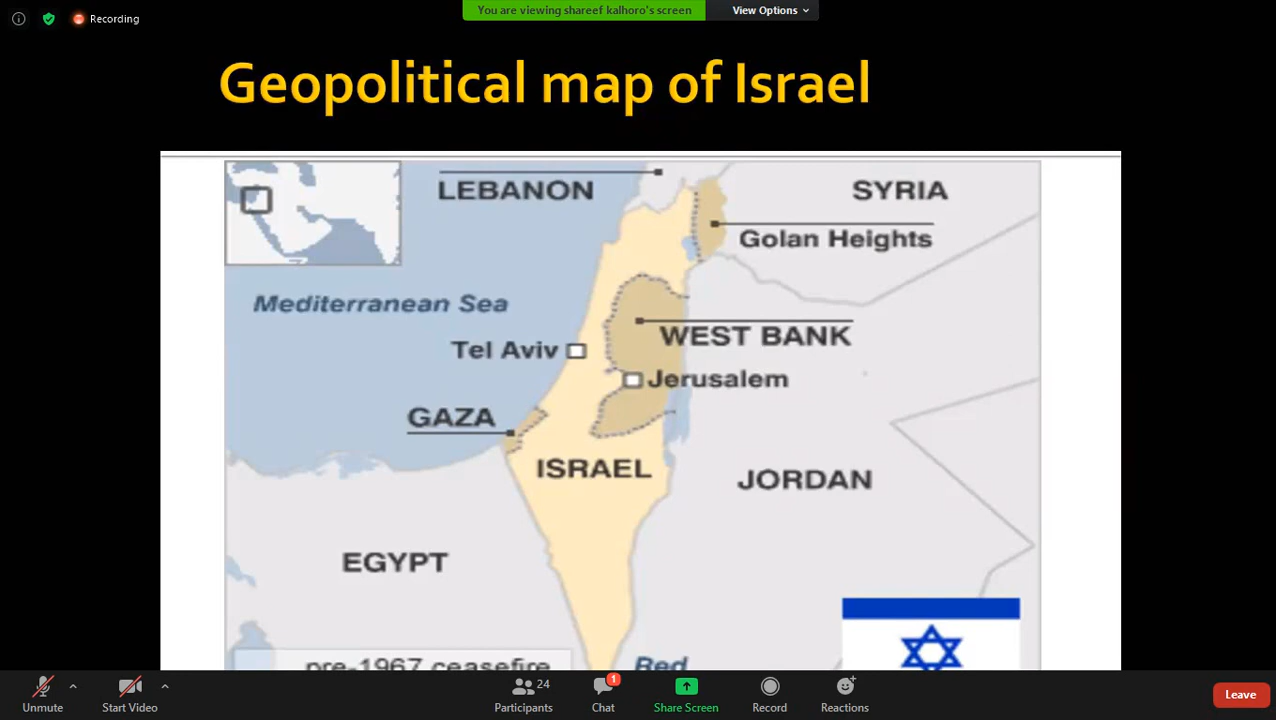 You are viewing shareef kalhoro's screen
View Options
Recording
Geopolitical map of Israel
LEBANON
SYRIA
Golan Heights
Mediterranean Sea
WEST BANK
Tel Aviv
Jerusalem
GAZA
ISRAEL
JORDAN
EGYPT
pre-1967 ceasefire
Red
24
1
Unmute
Start Video
Participants
Chat
Share Screen
Record
Reactions
Leave